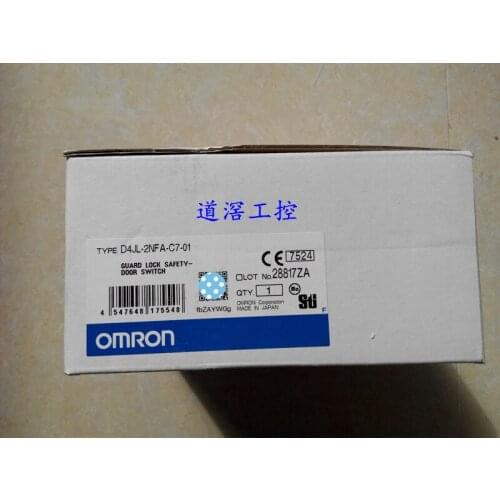 道滘工控
TYPE D4JL-2NFA-C7-01
GUARD LOCK SAFETY-
DOOR SWITCH
CE 7524
LOT No. 28817ZA
QTY. 1
OMRON Corporation
MADE IN JAPAN
4 547648 175548
fbZAYW0g
OMRON
F